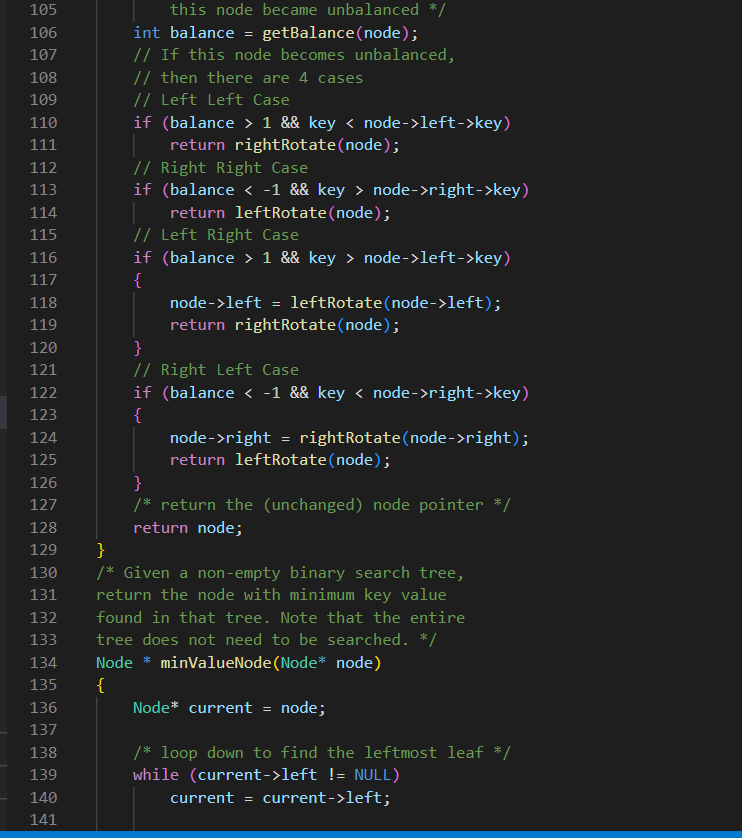 105 this node became unbalanced */
106 int balance = getBalance(node);
107 // If this node becomes unbalanced,
108 // then there are 4 cases
109 // Left Left Case
110 if (balance > 1 && key < node->left->key)
111 return rightRotate(node);
112 // Right Right Case
113 if (balance < -1 && key > node->right->key)
114 return leftRotate(node);
115 // Left Right Case
116 if (balance > 1 && key > node->left->key)
117 {
118 node->left = leftRotate(node->left);
119 return rightRotate(node);
120 }
121 // Right Left Case
122 if (balance < -1 && key < node->right->key)
123 {
124 node->right = rightRotate(node->right);
125 return leftRotate(node);
126 }
127 /* return the (unchanged) node pointer */
128 return node;
129 }
130 /* Given a non-empty binary search tree,
131 return the node with minimum key value
132 found in that tree. Note that the entire
133 tree does not need to be searched. */
134 Node * minValueNode(Node* node)
135 {
136 Node* current = node;
137
138 /* loop down to find the leftmost leaf */
139 while (current->left != NULL)
140 current = current->left;
141